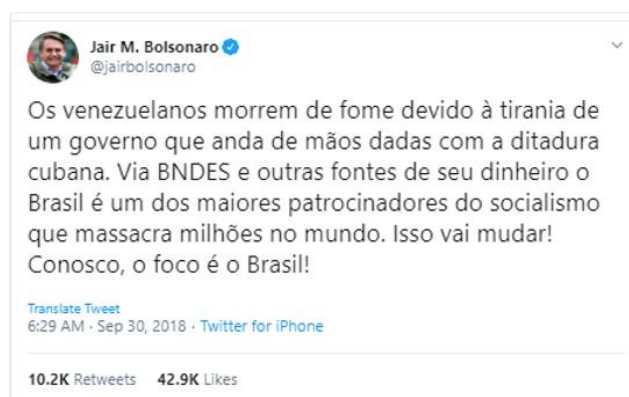 Jair M. Bolsonaro
@jairbolsonaro
Os venezuelanos morrem de fome devido à tirania de
um governo que anda de mãos dadas com a ditadura
cubana. Via BNDES e outras fontes de seu dinheiro o
Brasil é um dos maiores patrocinadores do socialismo
que massacra milhões no mundo. Isso vai mudar!
Conosco, o foco é o Brasil!
Translate Tweet
6:29 AM · Sep 30, 2018 · Twitter for iPhone
10.2K Retweets 42.9K Likes